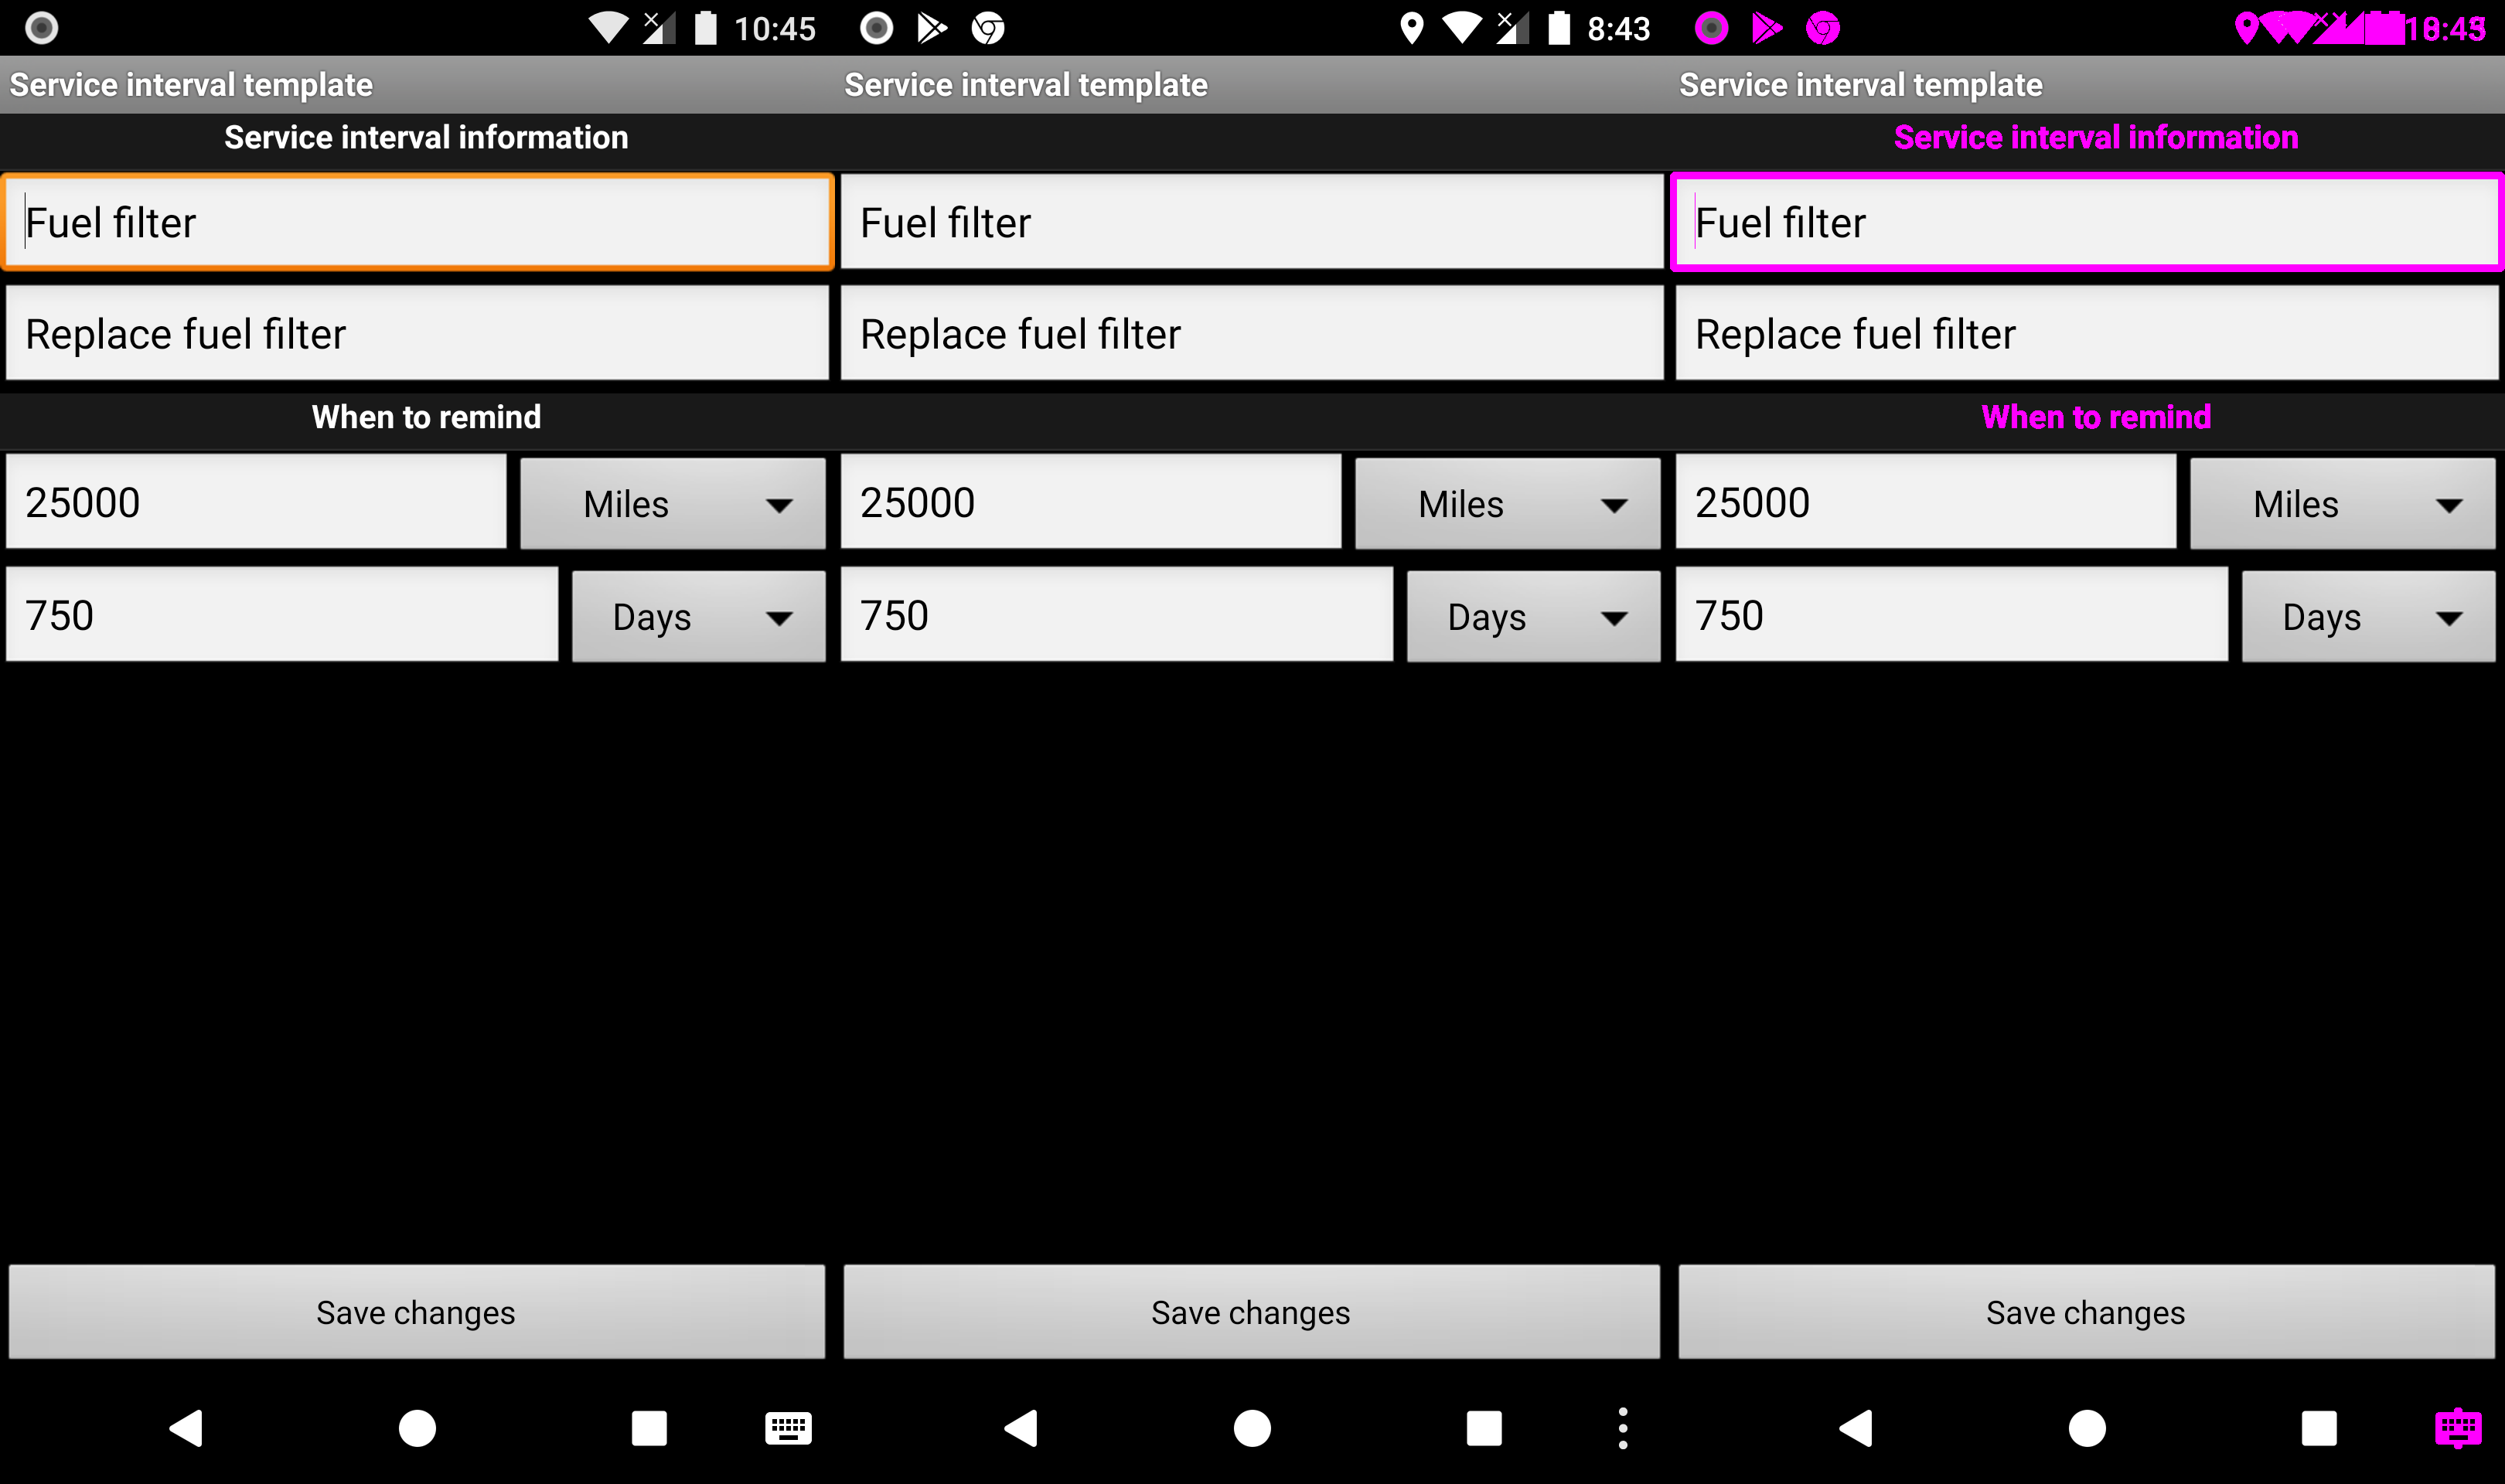 10:45
Service interval template
Service interval information
Fuel filter
Replace fuel filter
When to remind
25000
Miles
750
Days
Save changes
8:43
Service interval template
Fuel filter
Replace fuel filter
25000
Miles
750
Days
Save changes
Service interval template
Service interval information
Fuel filter
Replace fuel filter
When to remind
25000
Miles
750
Days
Save changes